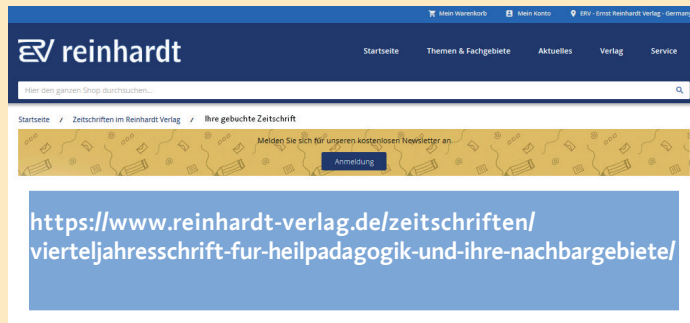 Mein Warenkorb Mein Konto ERV - Ernst Reinhardt Verlag - Germany
ERV reinhardt
Startseite Themen & Fachgebiete Aktuelles Verlag Service
Hier den ganzen Shop durchsuchen...
Startseite / Zeitschriften im Reinhardt Verlag / Ihre gebuchte Zeitschrift
Melden Sie sich für unseren kostenlosen Newsletter an.
Anmeldung
https://www.reinhardt-verlag.de/zeitschriften/
vierteljahresschrift-fur-heilpadagogik-und-ihre-nachbargebiete/